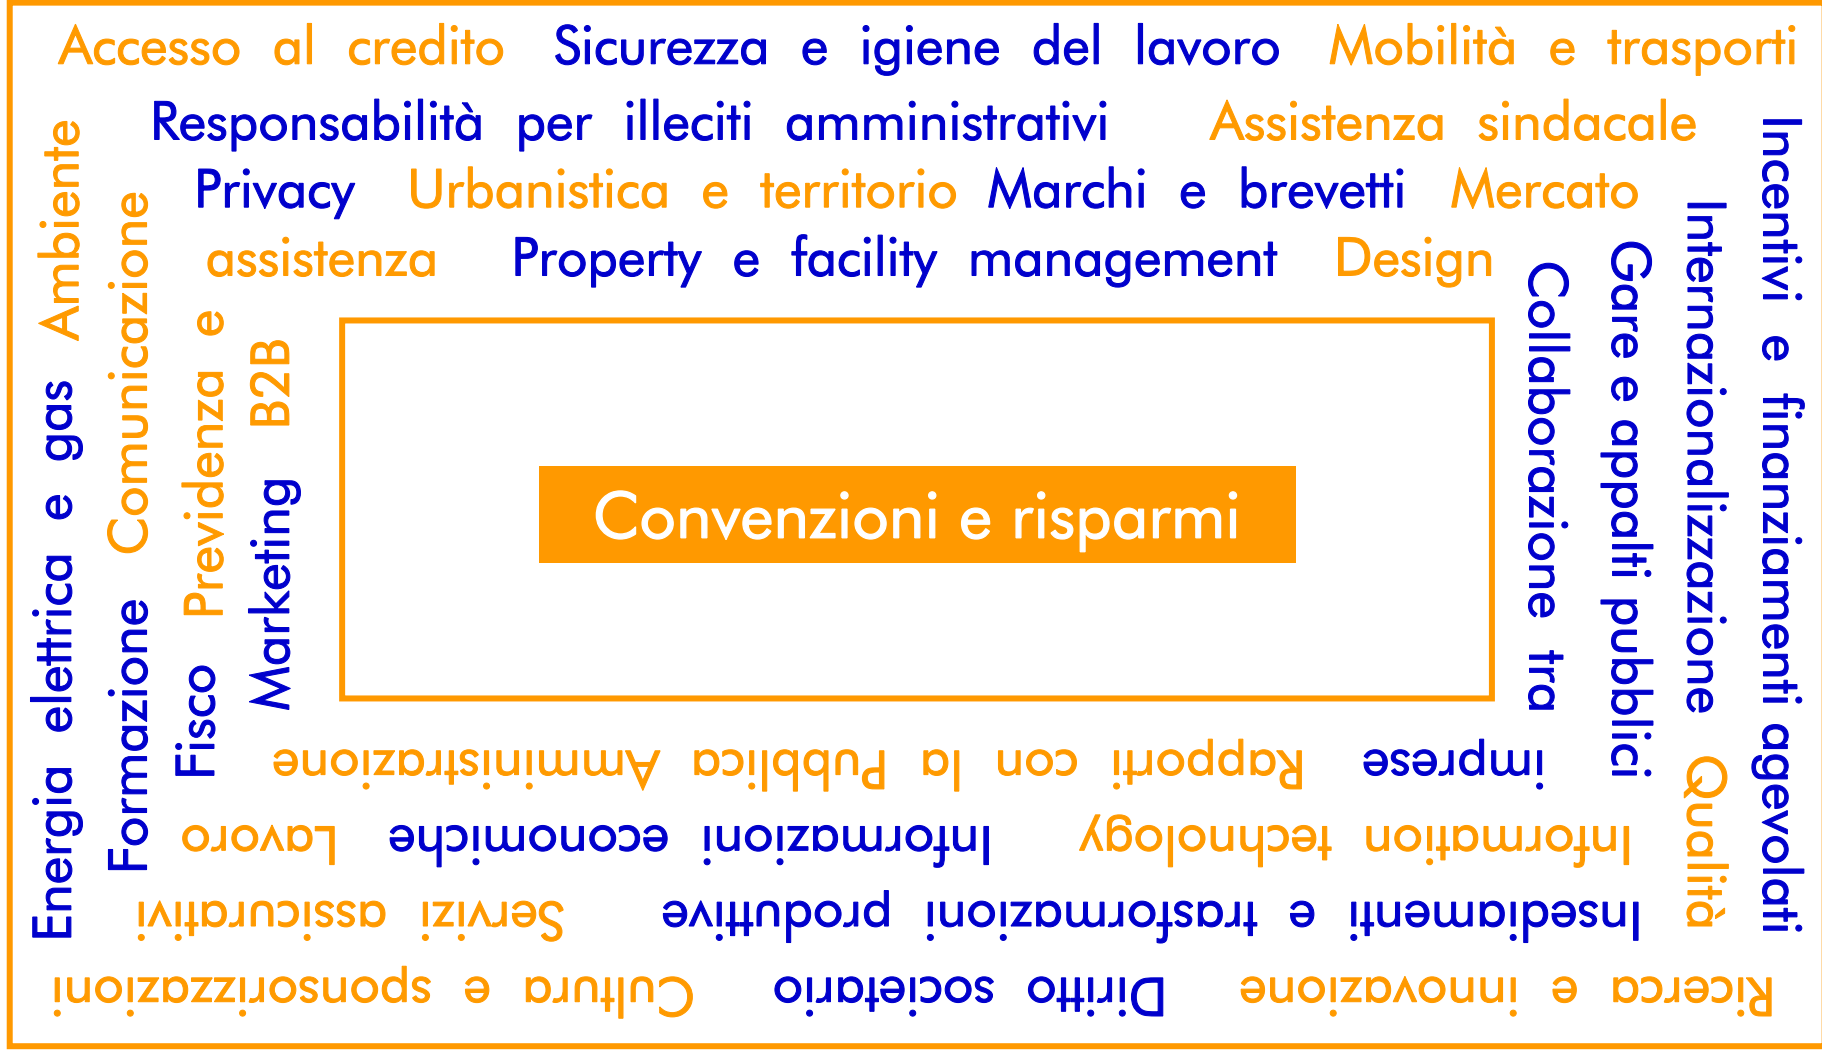 Accesso al credito Sicurezza e igiene del lavoro Mobilità e trasporti
Incentivi e finanziamenti agevolati
Ricerca e innovazione Diritto societario Cultura e sponsorizzazioni
Energia elettrica e gas Ambiente
Responsabilità per illeciti amministrativi Assistenza sindacale
Internazionalizzazione Qualità
Insediamenti e trasformazioni produttive Servizi assicurativi
Formazione Comunicazione
Privacy Urbanistica e territorio Marchi e brevetti Mercato
Gare e appalti pubblici
Information technology Informazioni economiche Lavoro
Fisco Previdenza e
assistenza Property e facility management Design
Collaborazione tra
imprese Rapporti con la Pubblica Amministrazione
Marketing B2B
Convenzioni e risparmi